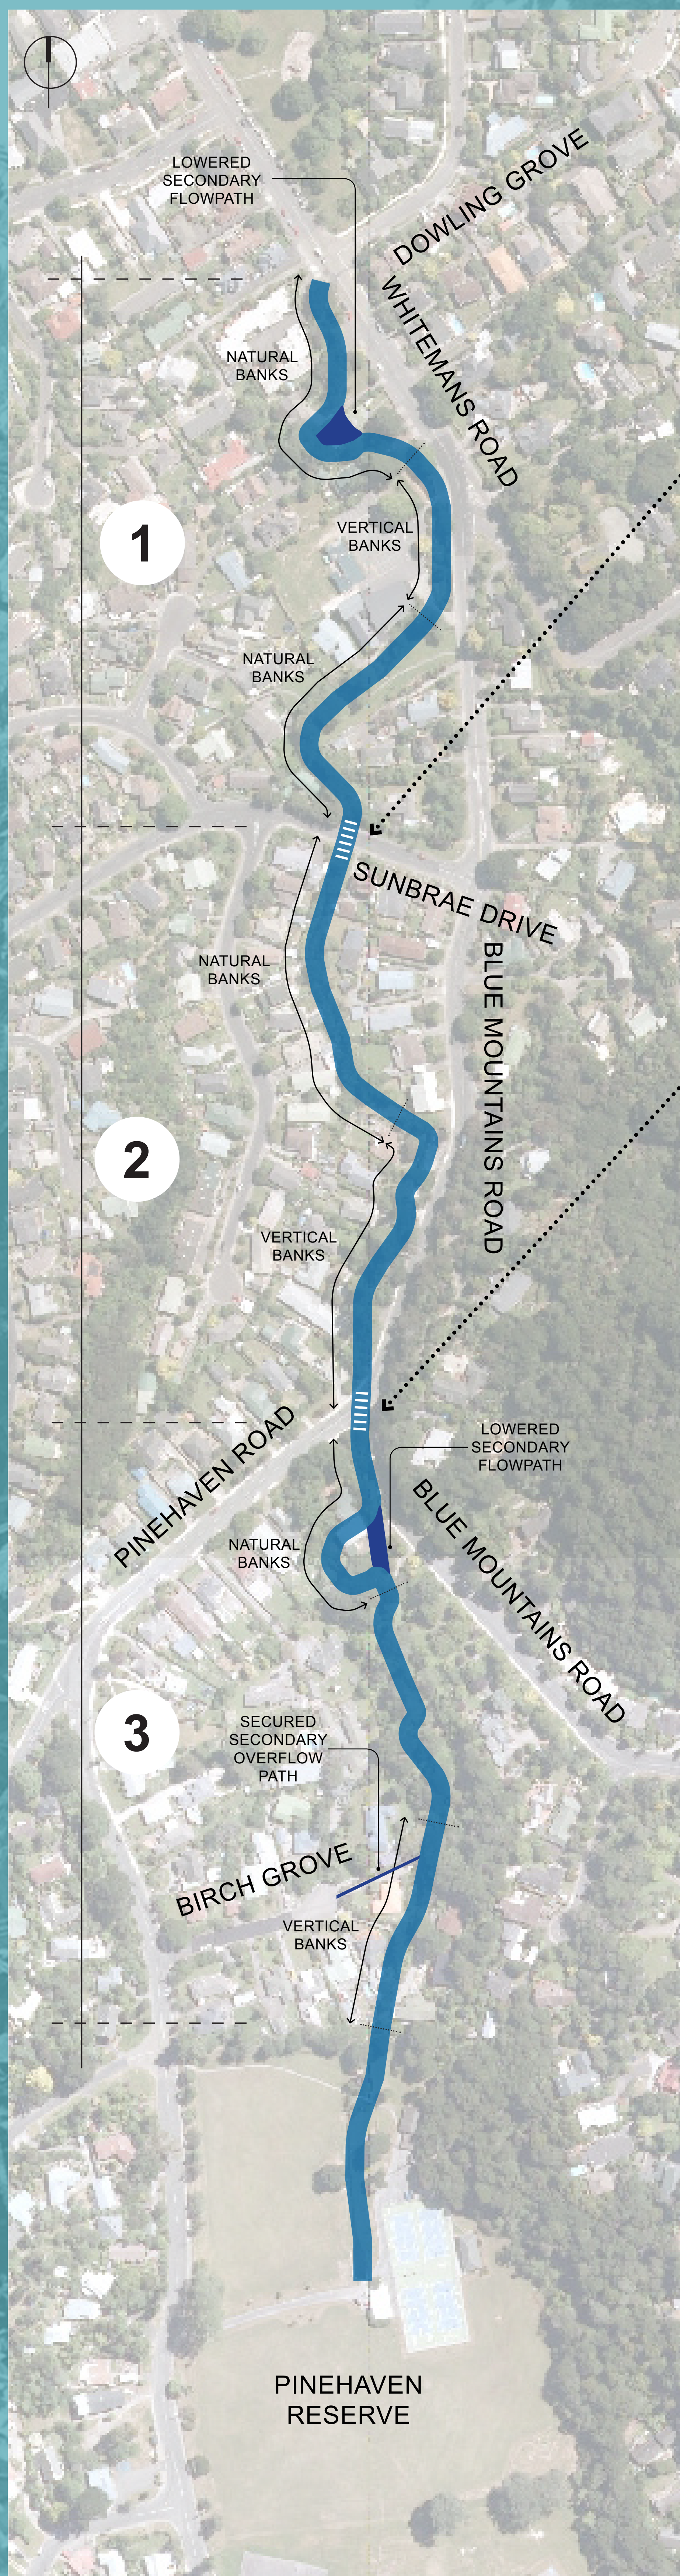 LOWERED
SECONDARY
FLOWPATH
DOWLING GROVE
WHITEMANS ROAD
NATURAL
BANKS
1
VERTICAL
BANKS
NATURAL
BANKS
SUNBRAE DRIVE
NATURAL
BANKS
BLUE MOUNTAINS ROAD
2
VERTICAL
BANKS
PINEHAVEN ROAD
LOWERED
SECONDARY
FLOWPATH
BLUE MOUNTAINS ROAD
NATURAL
BANKS
3
SECURED
SECONDARY
OVERFLOW
PATH
BIRCH GROVE
VERTICAL
BANKS
PINEHAVEN
RESERVE